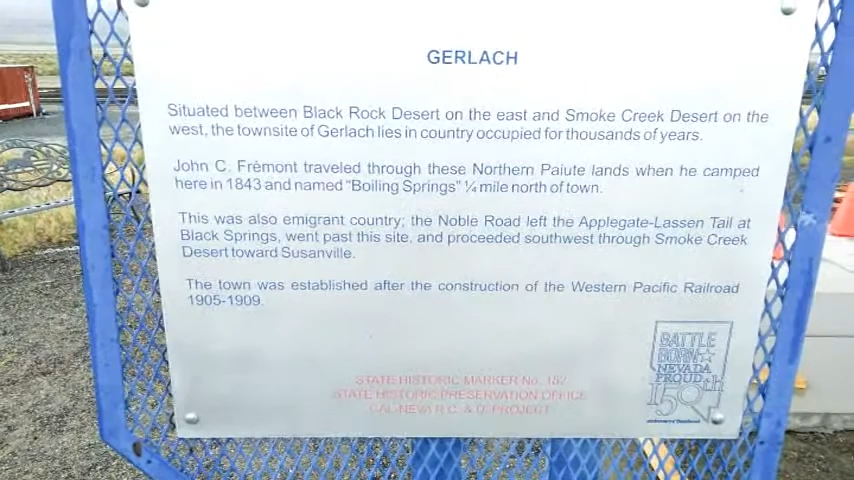 GERLACH
Situated between Black Rock Desert on the east and Smoke Creek Desert on the
west, the townsite of Gerlach lies in country occupied for thousands of years.
John C. Frémont traveled through these Northern Paiute lands when he camped
here in 1843 and named "Boiling Springs" ¼ mile north of town.
This was also emigrant country; the Noble Road left the Applegate-Lassen Tail at
Black Springs, went past this site, and proceeded southwest through Smoke Creek
Desert toward Susanville.
The town was established after the construction of the Western Pacific Railroad
1905-1909.
STATE HISTORIC MARKER No. 152
STATE HISTORIC PRESERVATION OFFICE
CAL-NEVA R.C. & D. PROJECT
BATTLE
BORN
NEVADA
PROUD
150th